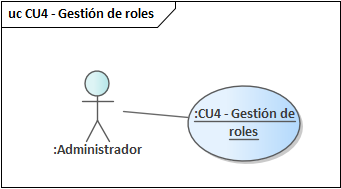 uc CU4 - Gestión de roles
:CU4 - Gestión de
roles
:Administrador